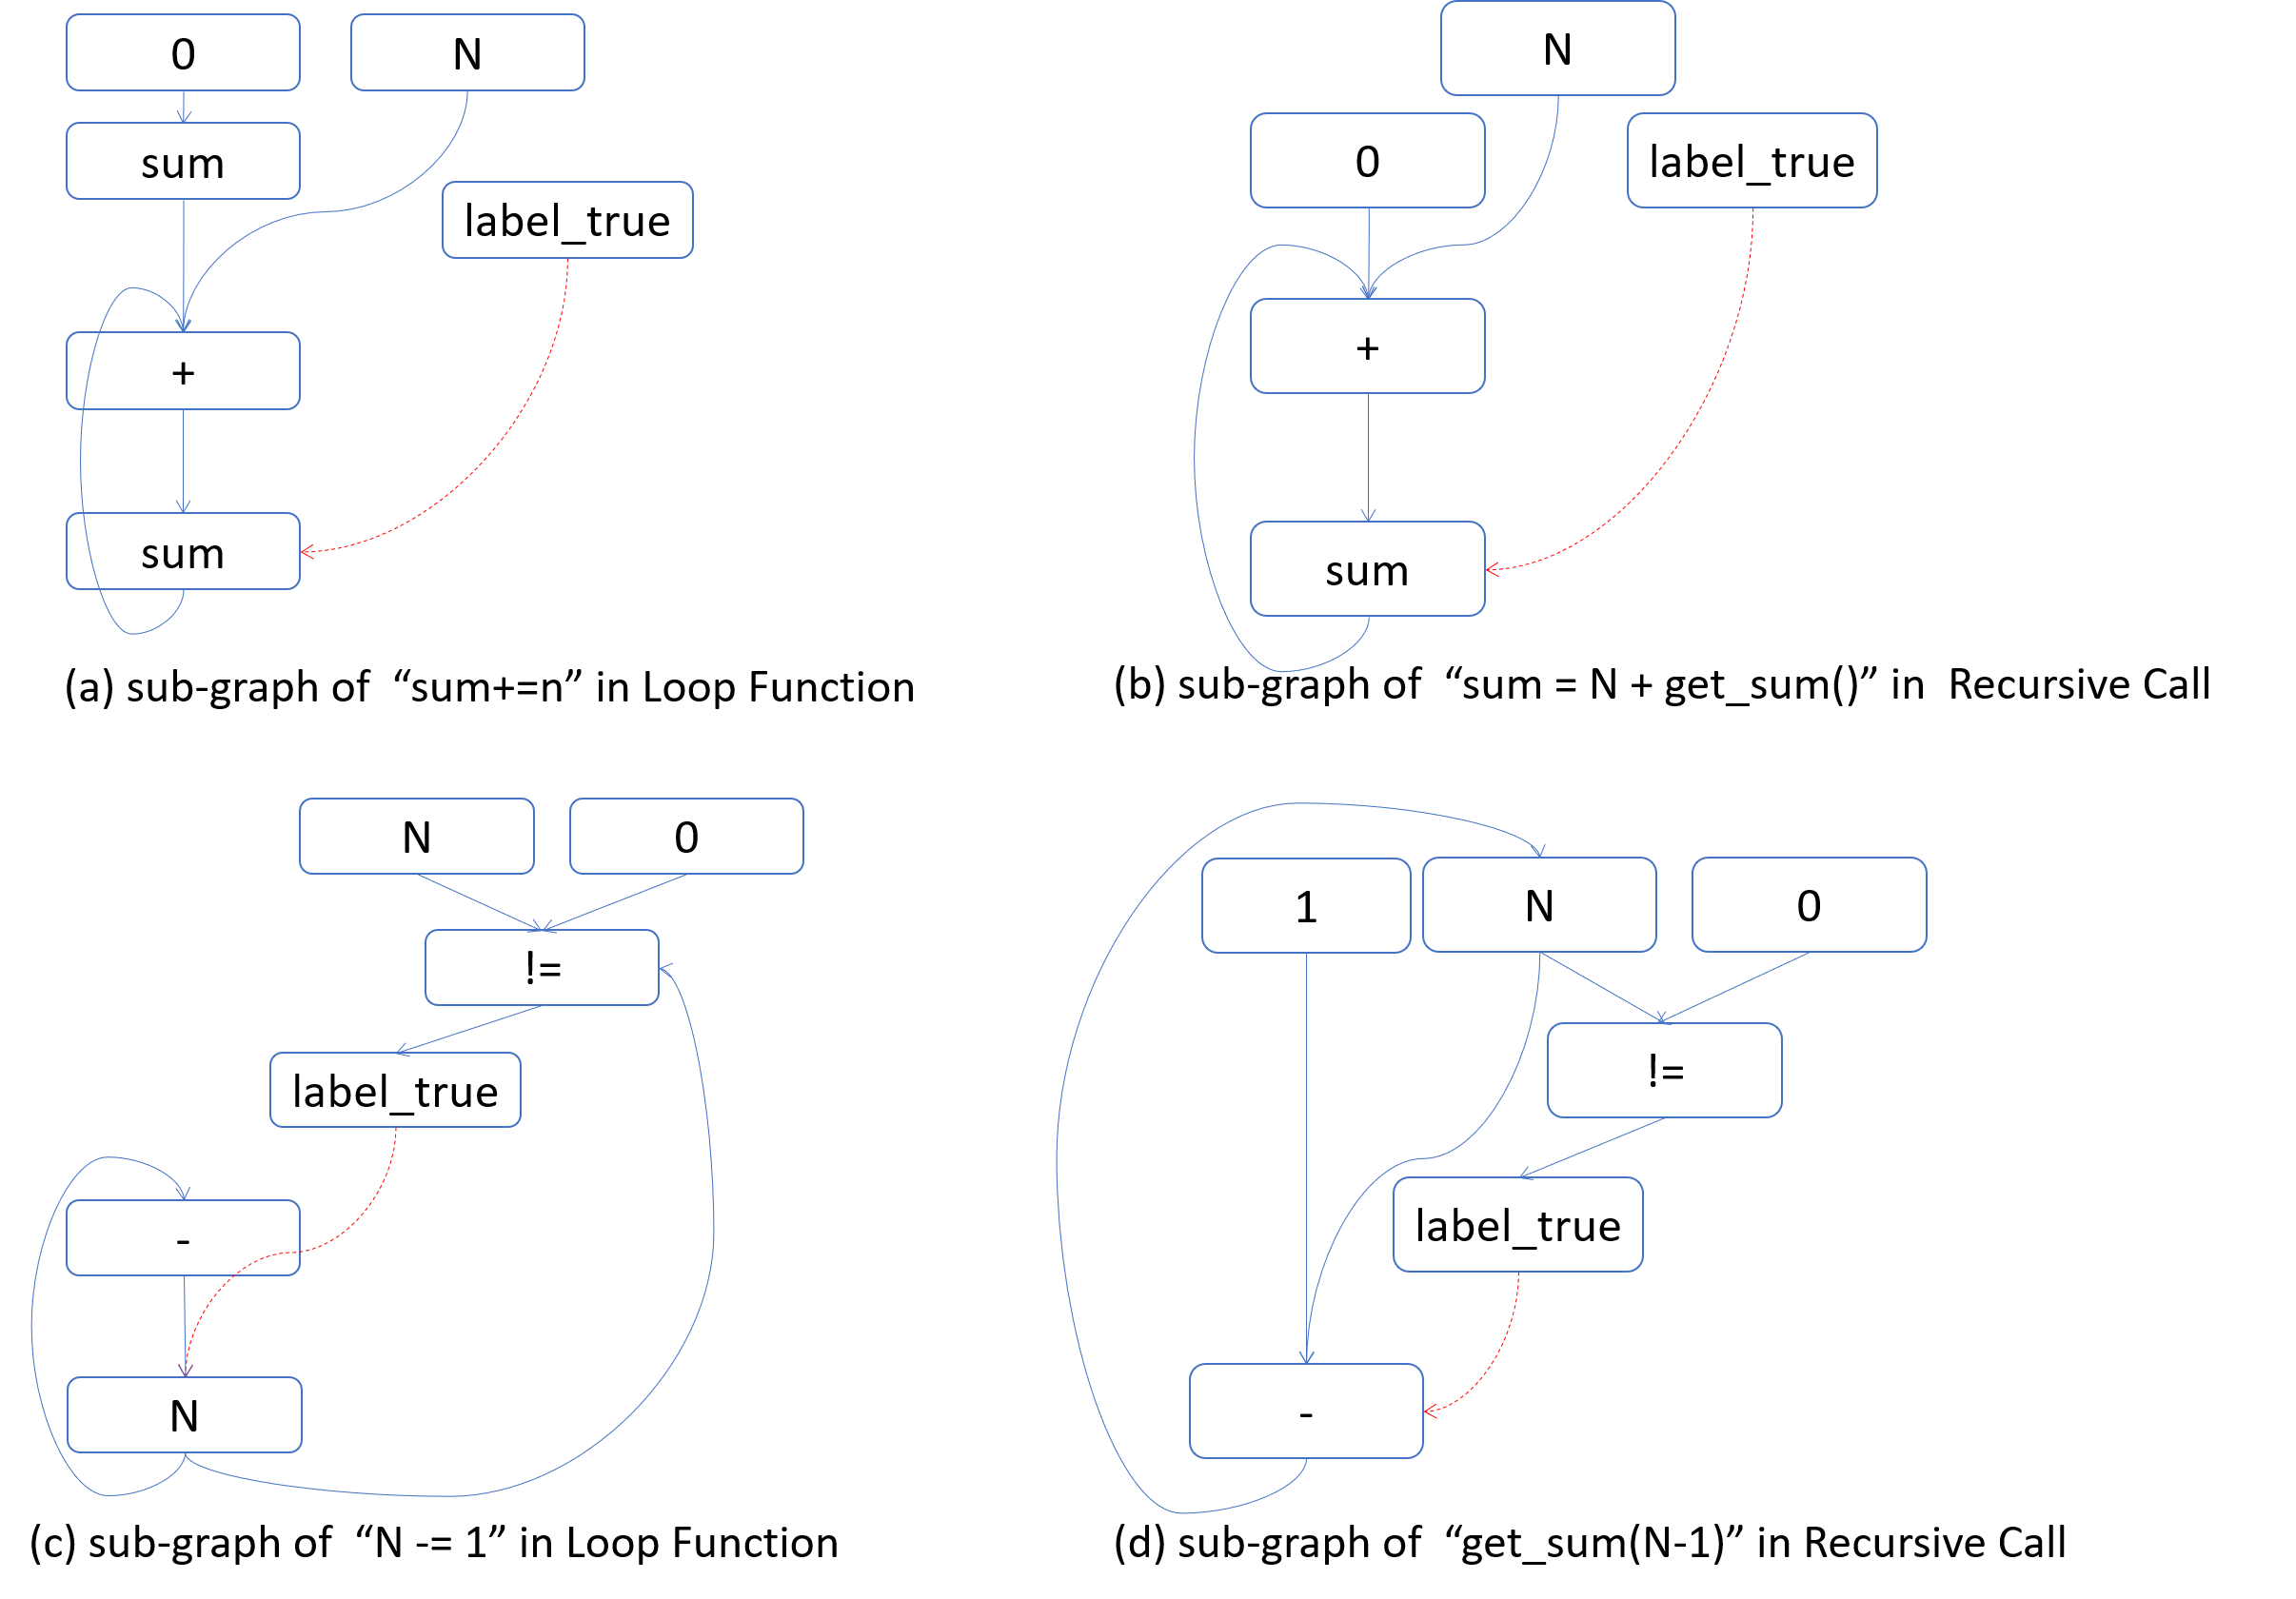 0
N
sum
label_true
+
sum
(a) sub-graph of “sum+=n” in Loop Function
N
0
label_true
+
sum
(b) sub-graph of “sum = N + get_sum()” in Recursive Call
N
0
!=
label_true
-
N
(c) sub-graph of “N -= 1” in Loop Function
1
N
0
!=
label_true
-
(d) sub-graph of “get_sum(N-1)” in Recursive Call